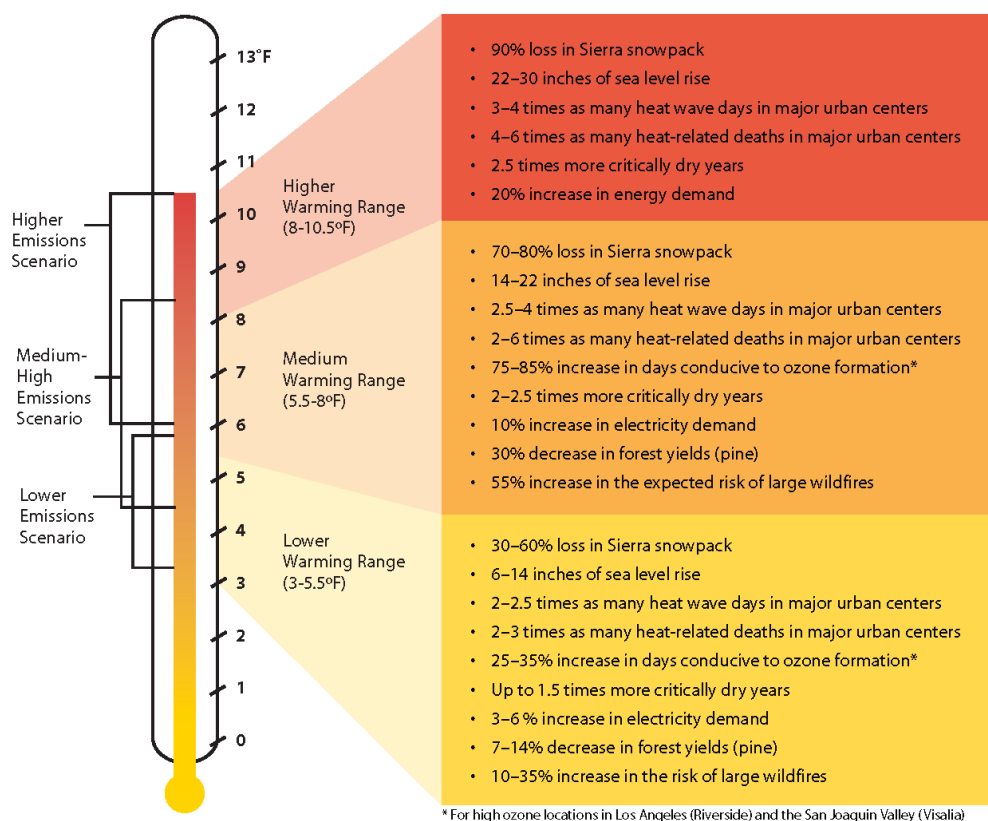 13°F
12
11
10
9
8
7
6
5
4
3
2
1
0
Higher
Emissions
Scenario
Medium-
High
Emissions
Scenario
Lower
Emissions
Scenario
Higher
Warming Range
(8-10.5ºF)
Medium
Warming Range
(5.5-8ºF)
Lower
Warming Range
(3-5.5ºF)
• 90% loss in Sierra snowpack
• 22–30 inches of sea level rise
• 3–4 times as many heat wave days in major urban centers
• 4–6 times as many heat-related deaths in major urban centers
• 2.5 times more critically dry years
• 20% increase in energy demand
• 70–80% loss in Sierra snowpack
• 14–22 inches of sea level rise
• 2.5–4 times as many heat wave days in major urban centers
• 2–6 times as many heat-related deaths in major urban centers
• 75–85% increase in days conducive to ozone formation*
• 2–2.5 times more critically dry years
• 10% increase in electricity demand
• 30% decrease in forest yields (pine)
• 55% increase in the expected risk of large wildfires
• 30–60% loss in Sierra snowpack
• 6–14 inches of sea level rise
• 2–2.5 times as many heat wave days in major urban centers
• 2–3 times as many heat-related deaths in major urban centers
• 25–35% increase in days conducive to ozone formation*
• Up to 1.5 times more critically dry years
• 3–6 % increase in electricity demand
• 7–14% decrease in forest yields (pine)
• 10–35% increase in the risk of large wildfires
* For high ozone locations in Los Angeles (Riverside) and the San Joaquin Valley (Visalia)